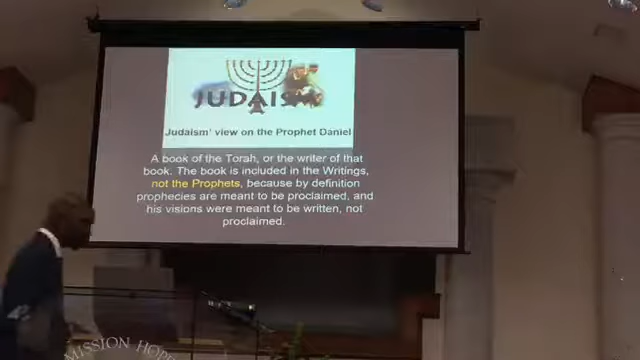 JUDAISM
Judaism' view on the Prophet Daniel
A book of the Torah, or the writer of that
book. The book is included in the Writings,
not the Prophets, because by definition
prophecies are meant to be proclaimed, and
his visions were meant to be written, not
proclaimed.
MISSION HOPE